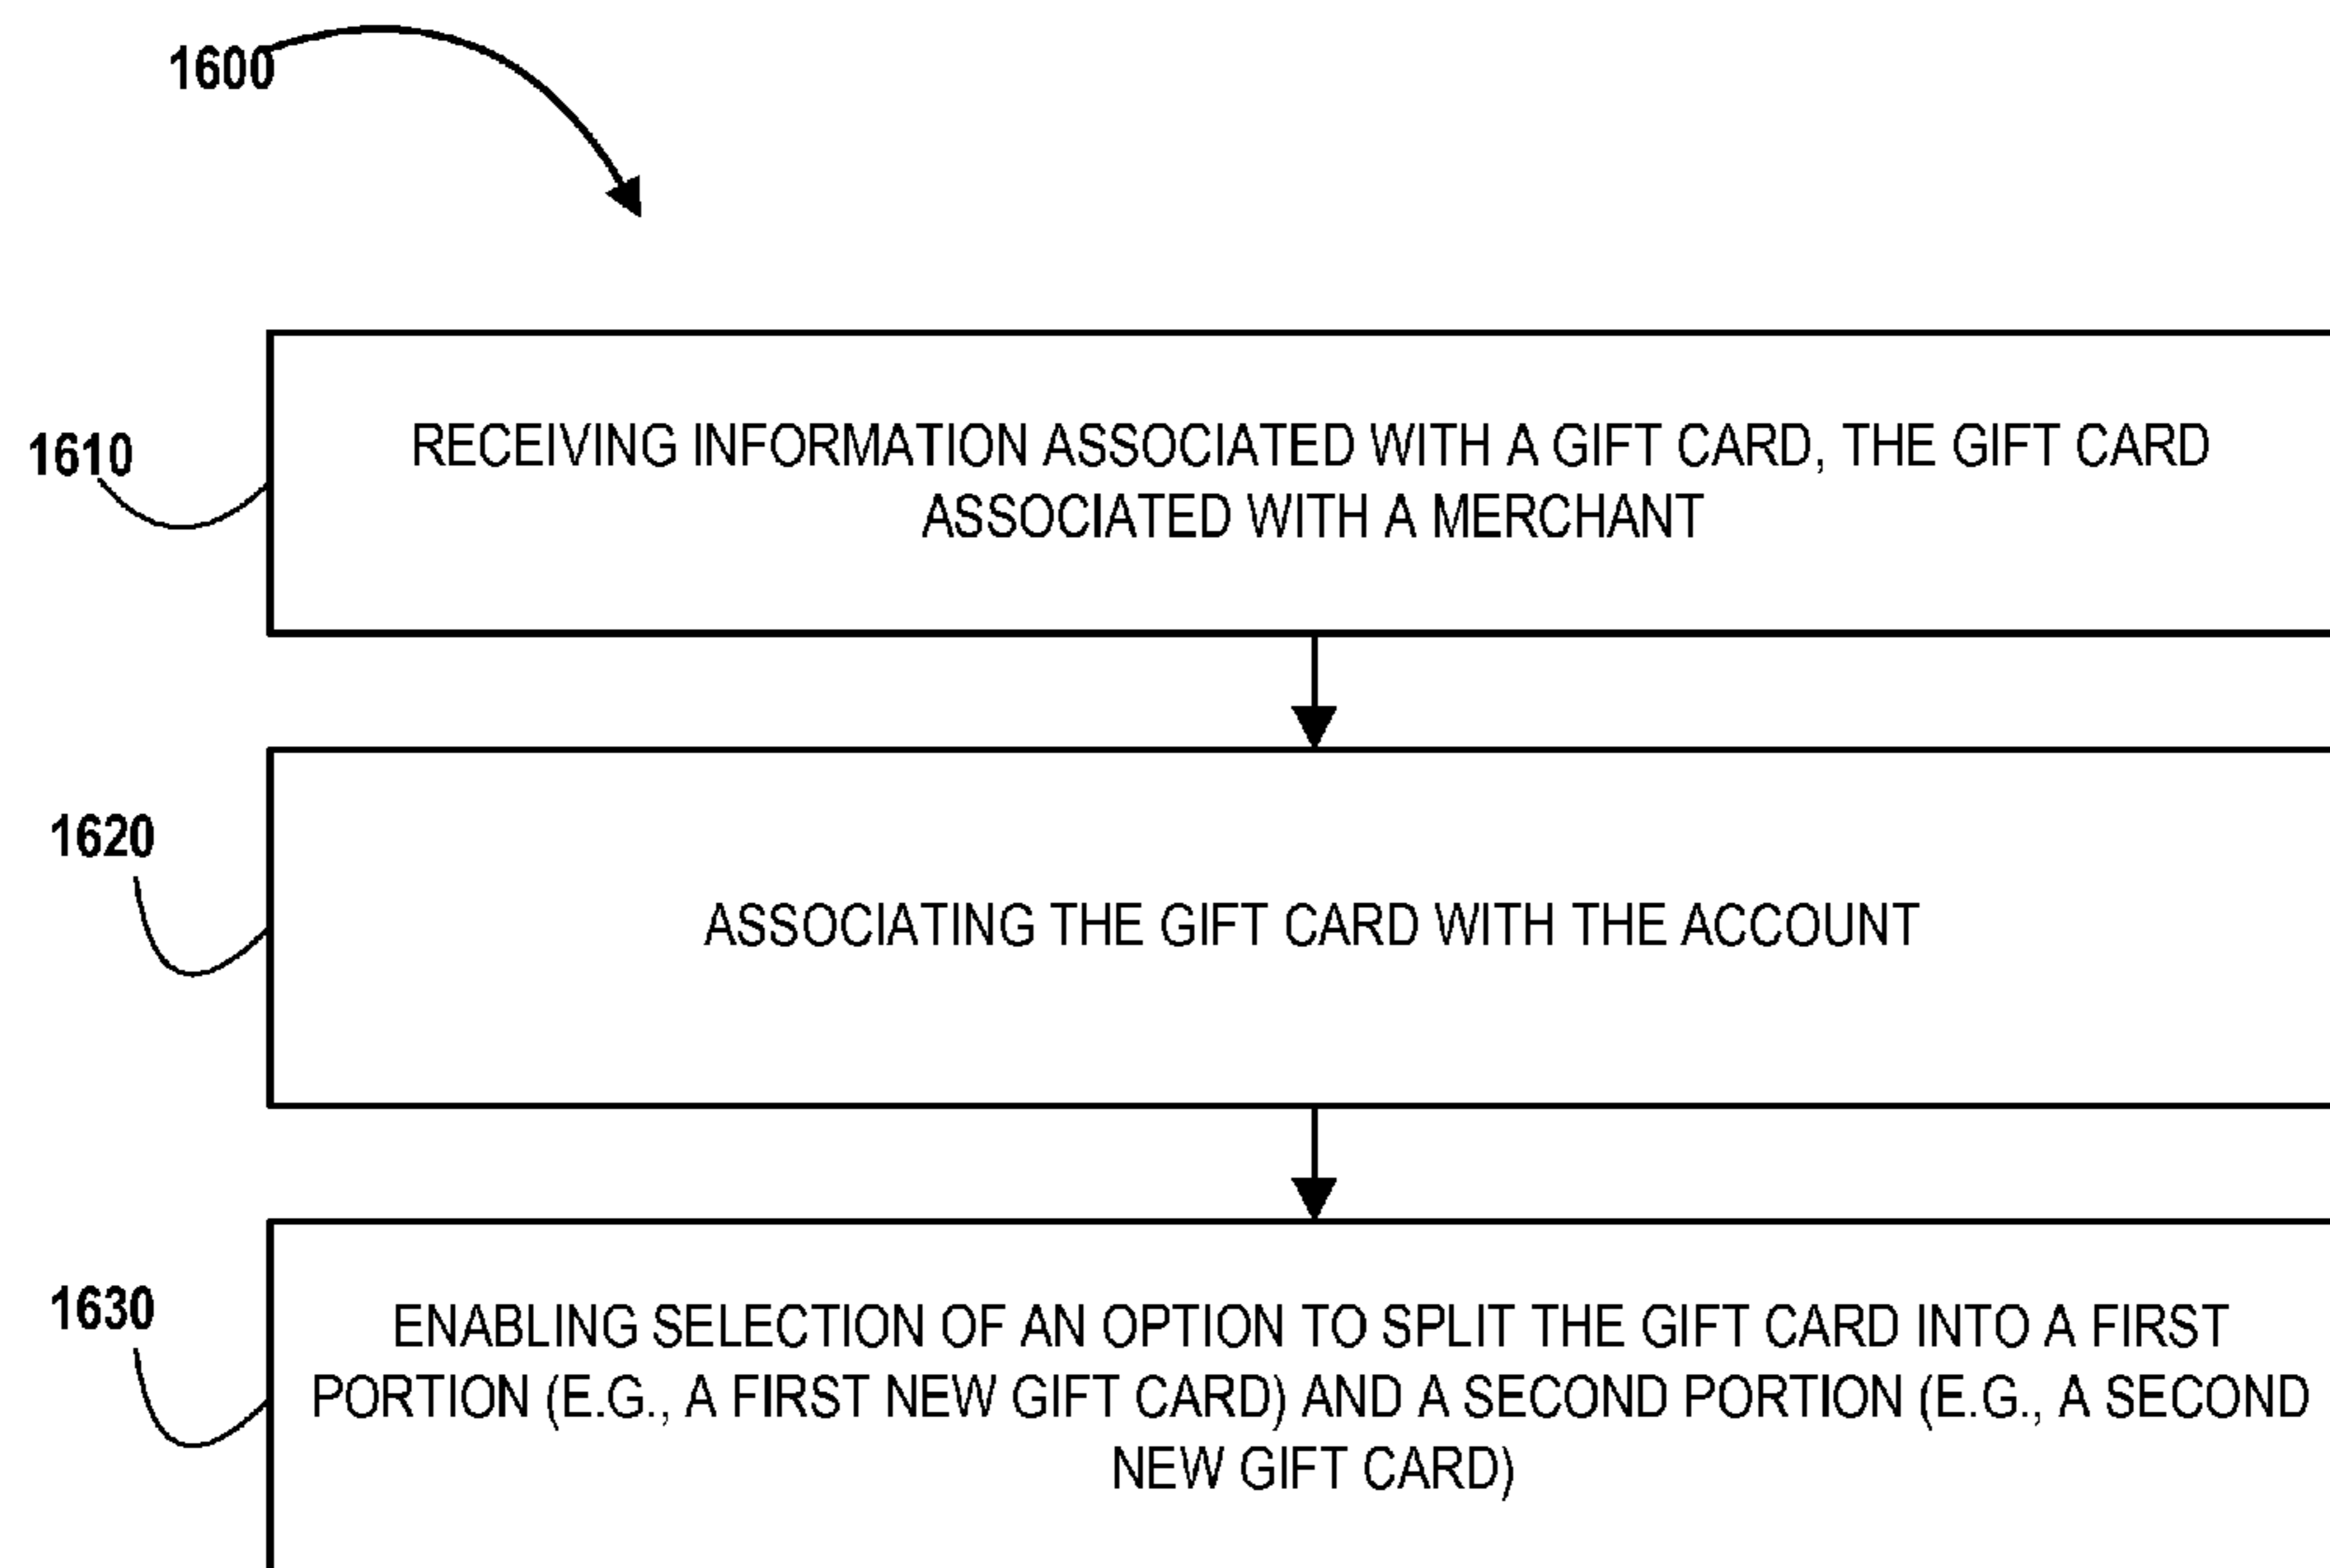 1600
1610
RECEIVING INFORMATION ASSOCIATED WITH A GIFT CARD, THE GIFT CARD
ASSOCIATED WITH A MERCHANT
1620
ASSOCIATING THE GIFT CARD WITH THE ACCOUNT
1630
ENABLING SELECTION OF AN OPTION TO SPLIT THE GIFT CARD INTO A FIRST
PORTION (E.G., A FIRST NEW GIFT CARD) AND A SECOND PORTION (E.G., A SECOND
NEW GIFT CARD)